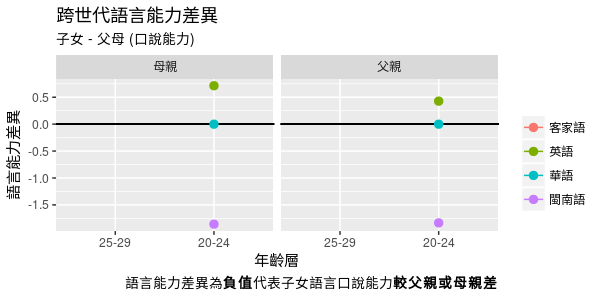 跨世代語言能力差異
子女 - 父母 (口說能力)
母親
父親
語言能力差異
0.5
0.0
-0.5
-1.0
-1.5
25-29
20-24
25-29
20-24
年齡層
客家語
英語
華語
閩南語
語言能力差異為負值代表子女語言口說能力較父親或母親差